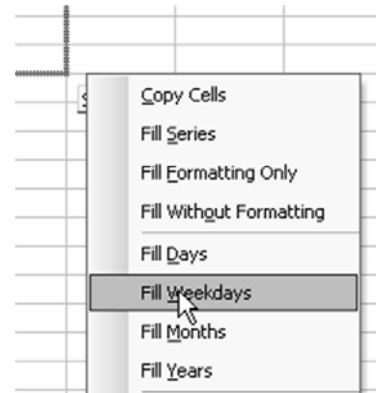 Copy Cells
Fill Series
Fill Formatting Only
Fill Without Formatting
Fill Days
Fill Weekdays
Fill Months
Fill Years